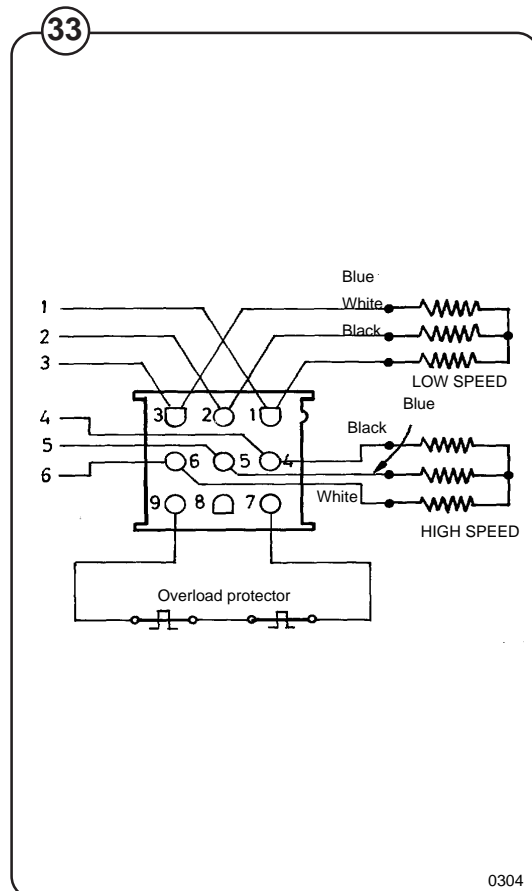 33
Blue
1 White
2 Black
3
LOW SPEED
3 2 1 Blue
4 Black
5 6 5 4
6 White
9 8 7
HIGH SPEED
Overload protector
0304